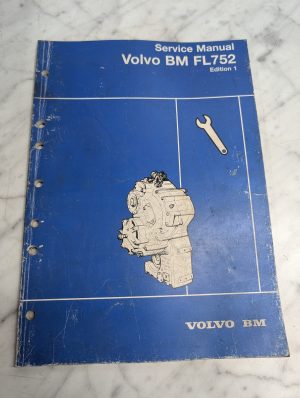 Service Manual
Volvo BM FL752
Edition 1
VOLVO BM